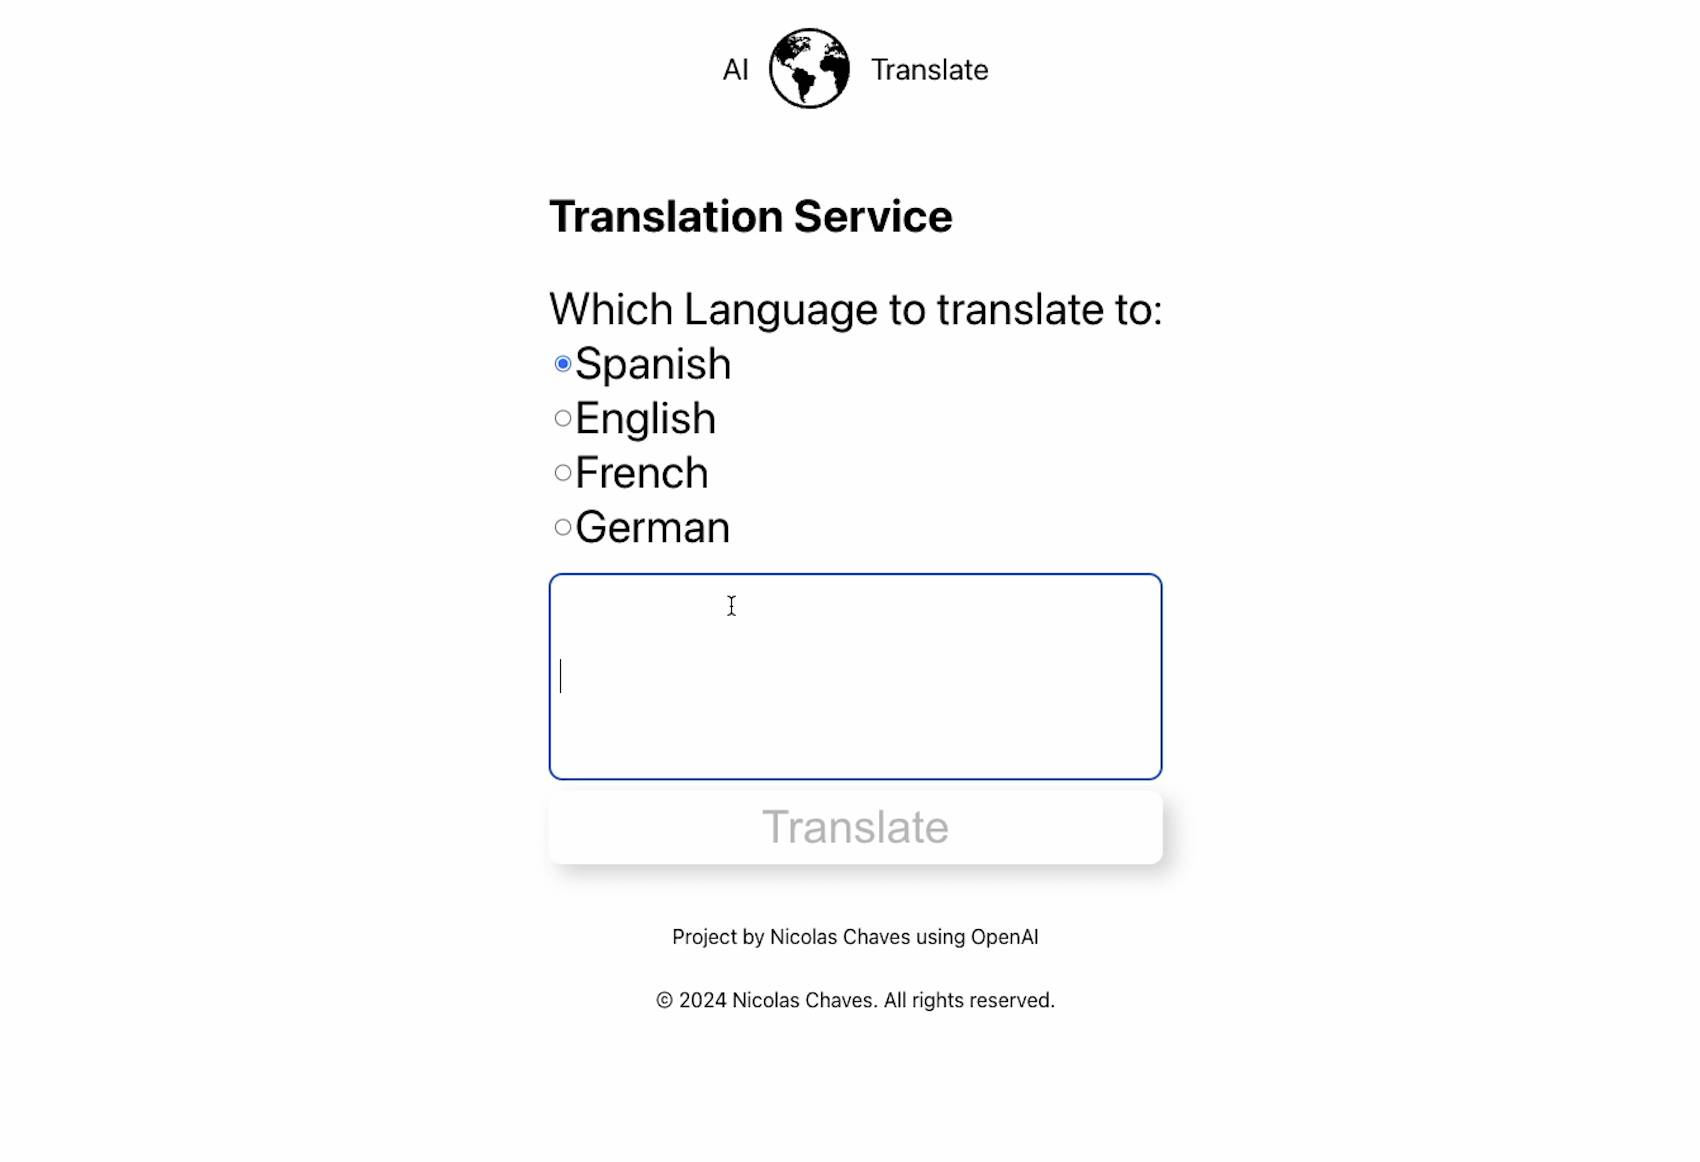 AI Translate
Translation Service
Which Language to translate to:
Spanish
English
French
German
Translate
Project by Nicolas Chaves using OpenAI
© 2024 Nicolas Chaves. All rights reserved.